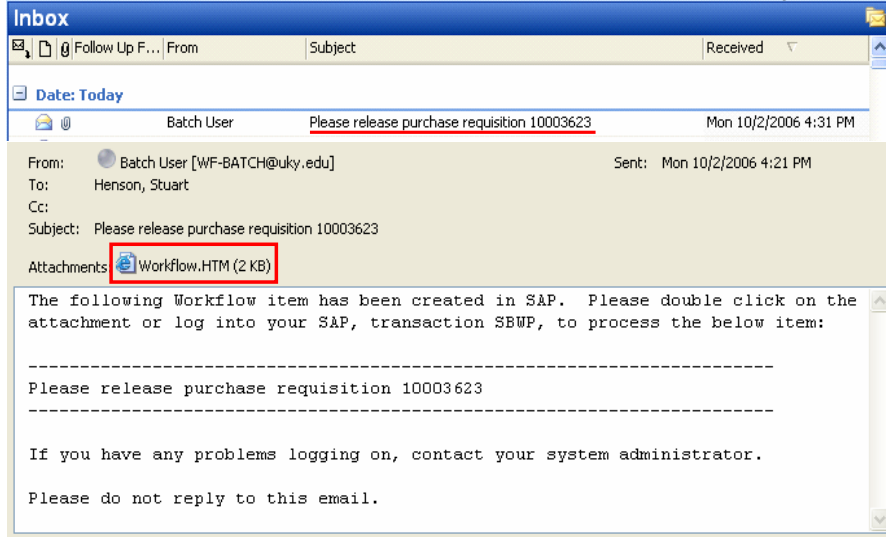 Inbox
Follow Up F... From Subject Received
Date: Today
Batch User Please release purchase requisition 10003623 Mon 10/2/2006 4:31 PM
From: Batch User [WF-BATCH@uky.edu] Sent: Mon 10/2/2006 4:21 PM
To: Henson, Stuart
Cc:
Subject: Please release purchase requisition 10003623
Attachments: Workflow.HTM (2 KB)
The following Workflow item has been created in SAP. Please double click on the
attachment or log into your SAP, transaction SBWP, to process the below item:
--------------------------------------------------------------------
Please release purchase requisition 10003623
--------------------------------------------------------------------
If you have any problems logging on, contact your system administrator.
Please do not reply to this email.